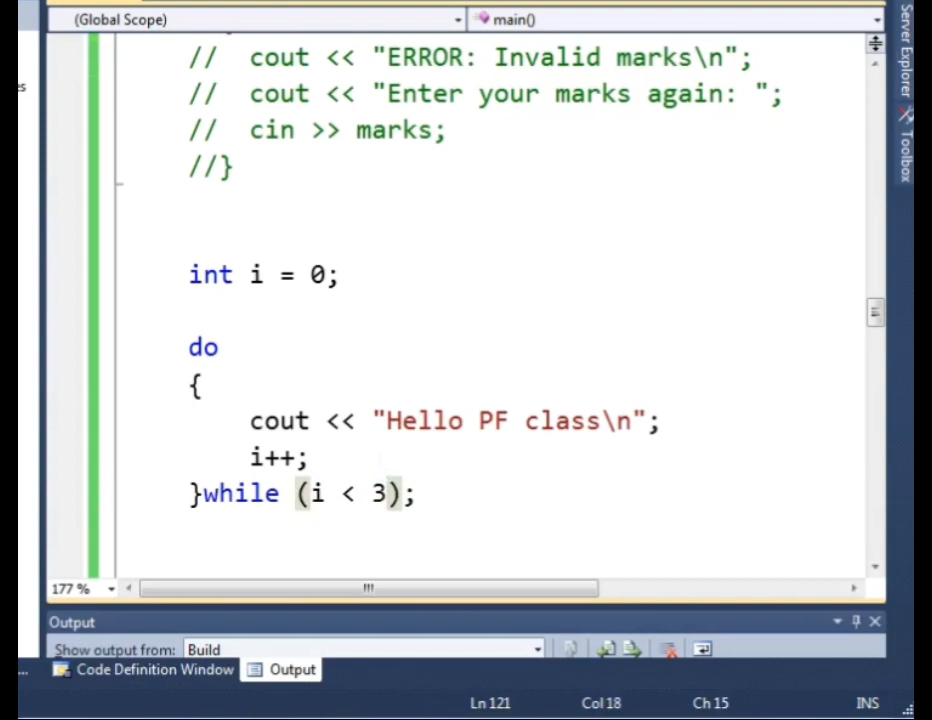 (Global Scope) main()
Server Explorer
Toolbox
es
//  cout << "ERROR: Invalid marks\n";
//  cout << "Enter your marks again: ";
//  cin >> marks;
//}
int i = 0;
do
{
    cout << "Hello PF class\n";
    i++;
}while (i < 3);
177 %
Output
Show output from: Build
... Code Definition Window Output
Ln 121 Col 18 Ch 15 INS